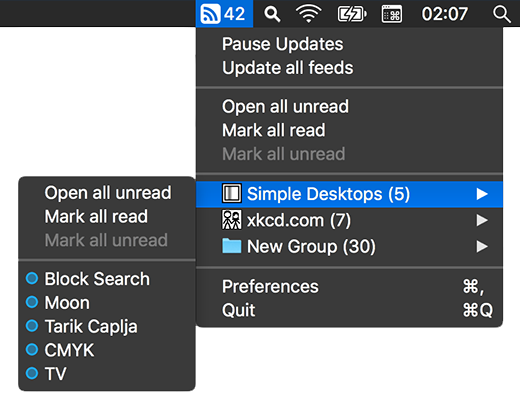 42 02:07
Pause Updates
Update all feeds
Open all unread
Mark all read
Mark all unread
Simple Desktops (5)
xkcd.com (7)
New Group (30)
Preferences ⌘,
Quit ⌘Q
Open all unread
Mark all read
Mark all unread
Block Search
Moon
Tarik Caplja
CMYK
TV